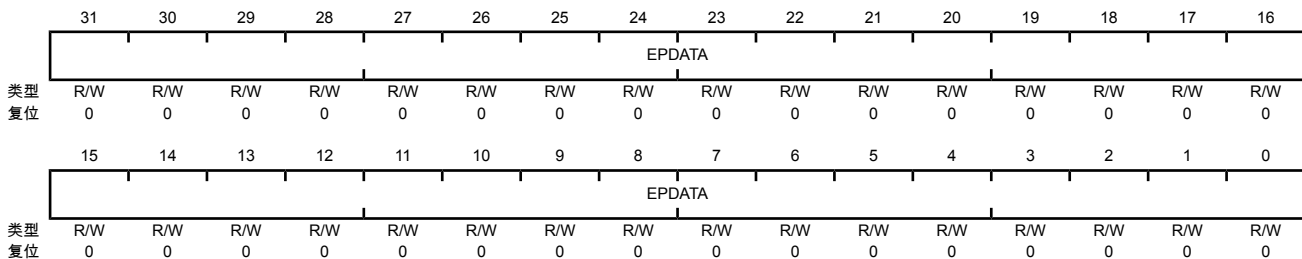 31 30 29 28 27 26 25 24 23 22 21 20 19 18 17 16
EPDATA
类型 R/W R/W R/W R/W R/W R/W R/W R/W R/W R/W R/W R/W R/W R/W R/W R/W
复位 0 0 0 0 0 0 0 0 0 0 0 0 0 0 0 0
15 14 13 12 11 10 9 8 7 6 5 4 3 2 1 0
EPDATA
类型 R/W R/W R/W R/W R/W R/W R/W R/W R/W R/W R/W R/W R/W R/W R/W R/W
复位 0 0 0 0 0 0 0 0 0 0 0 0 0 0 0 0